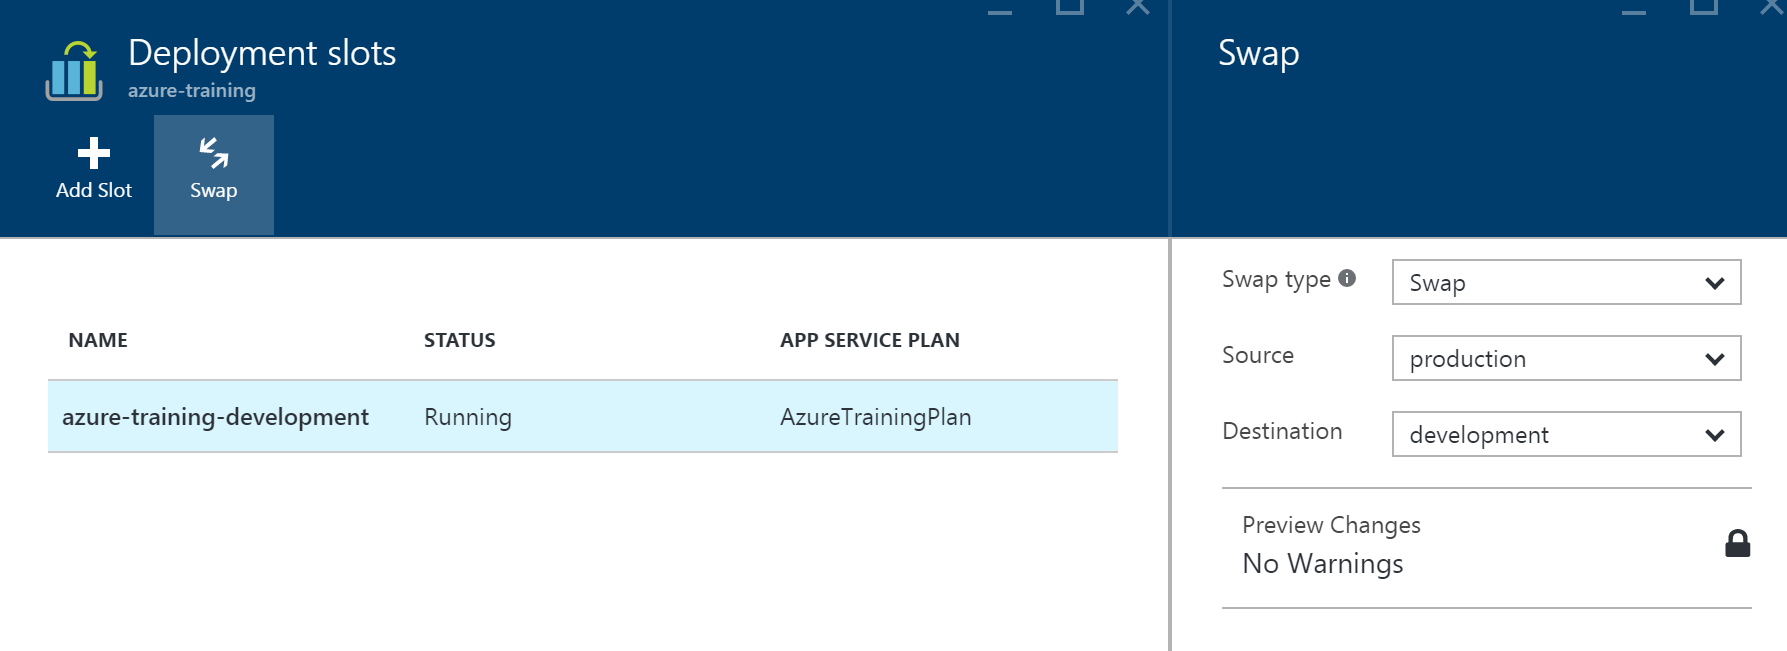 Deployment slots
azure-training
Add Slot
Swap
NAME STATUS APP SERVICE PLAN
azure-training-development Running AzureTrainingPlan
Swap
Swap type Swap
Source production
Destination development
Preview Changes
No Warnings